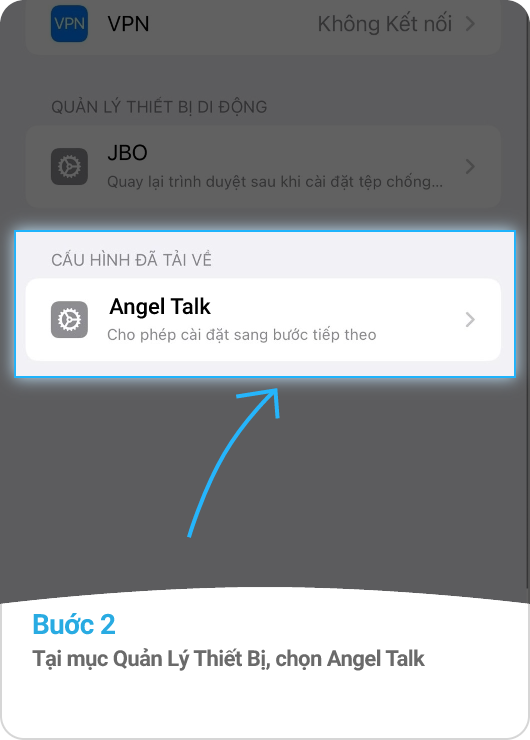 VPN VPN Không Kết nối
QUẢN LÝ THIẾT BỊ DI ĐỘNG
JBO
Quay lại trình duyệt sau khi cài đặt tệp chống...
CẤU HÌNH ĐÃ TẢI VỀ
Angel Talk
Cho phép cài đặt sang bước tiếp theo
Bước 2
Tại mục Quản Lý Thiết Bị, chọn Angel Talk